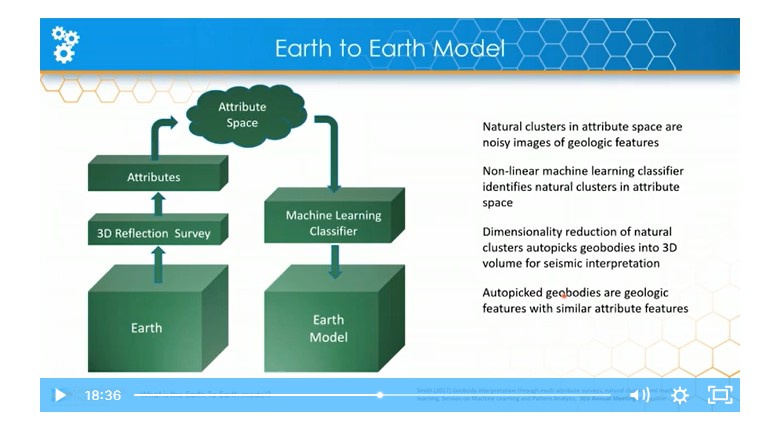 Earth to Earth Model
Attribute
Space
Attributes
3D Reflection Survey
Earth
Machine Learning
Classifier
Earth
Model
Natural clusters in attribute space are
noisy images of geologic features
Non-linear machine learning classifier
identifies natural clusters in attribute
space
Dimensionality reduction of natural
clusters autopicks geobodies into 3D
volume for seismic interpretation
Autopicked geobodies are geologic
features with similar attribute features
18:36